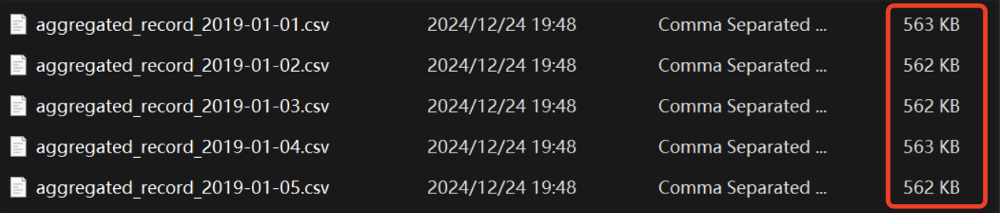 aggregated_record_2019-01-01.csv 2024/12/24 19:48 Comma Separated ... 563 KB
aggregated_record_2019-01-02.csv 2024/12/24 19:48 Comma Separated ... 562 KB
aggregated_record_2019-01-03.csv 2024/12/24 19:48 Comma Separated ... 562 KB
aggregated_record_2019-01-04.csv 2024/12/24 19:48 Comma Separated ... 563 KB
aggregated_record_2019-01-05.csv 2024/12/24 19:48 Comma Separated ... 562 KB